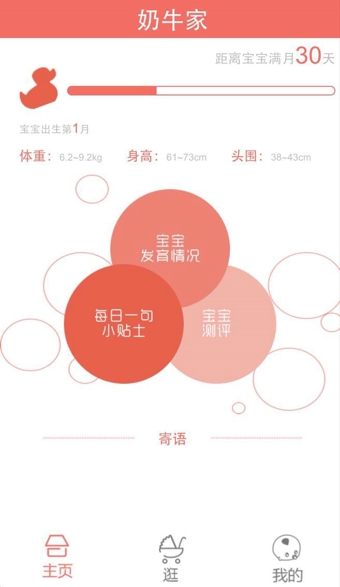 奶牛家
距离宝宝满月30天
宝宝出生第1月
体重：6.2~9.2kg 身高：61~73cm 头围：38~43cm
宝宝
发育情况
每日一句
小贴士
宝宝
测评
寄语
主页 逛 我的